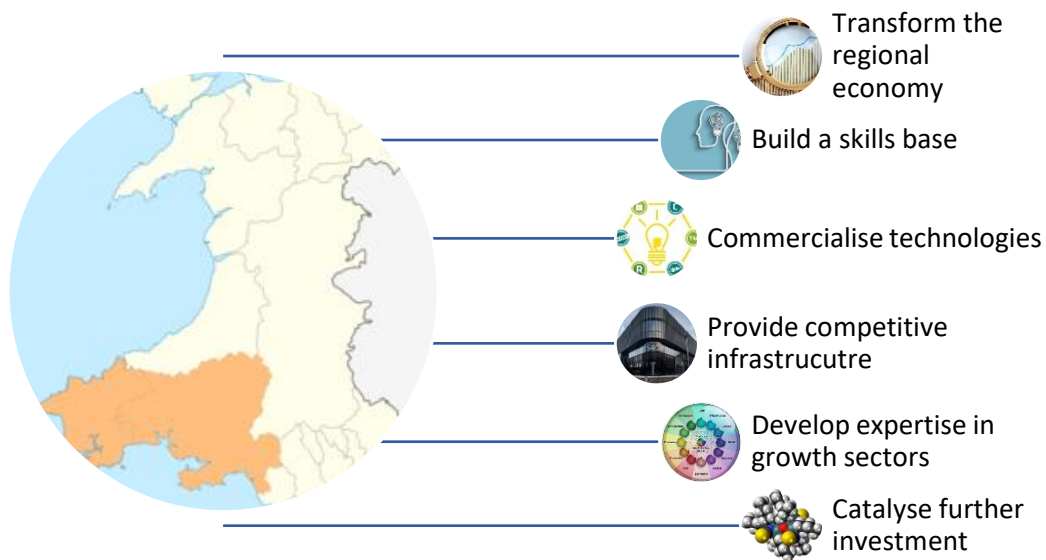 Transform the
regional
economy
Build a skills base
Commercialise technologies
Provide competitive
infrastrucutre
Develop expertise in
growth sectors
Catalyse further
investment